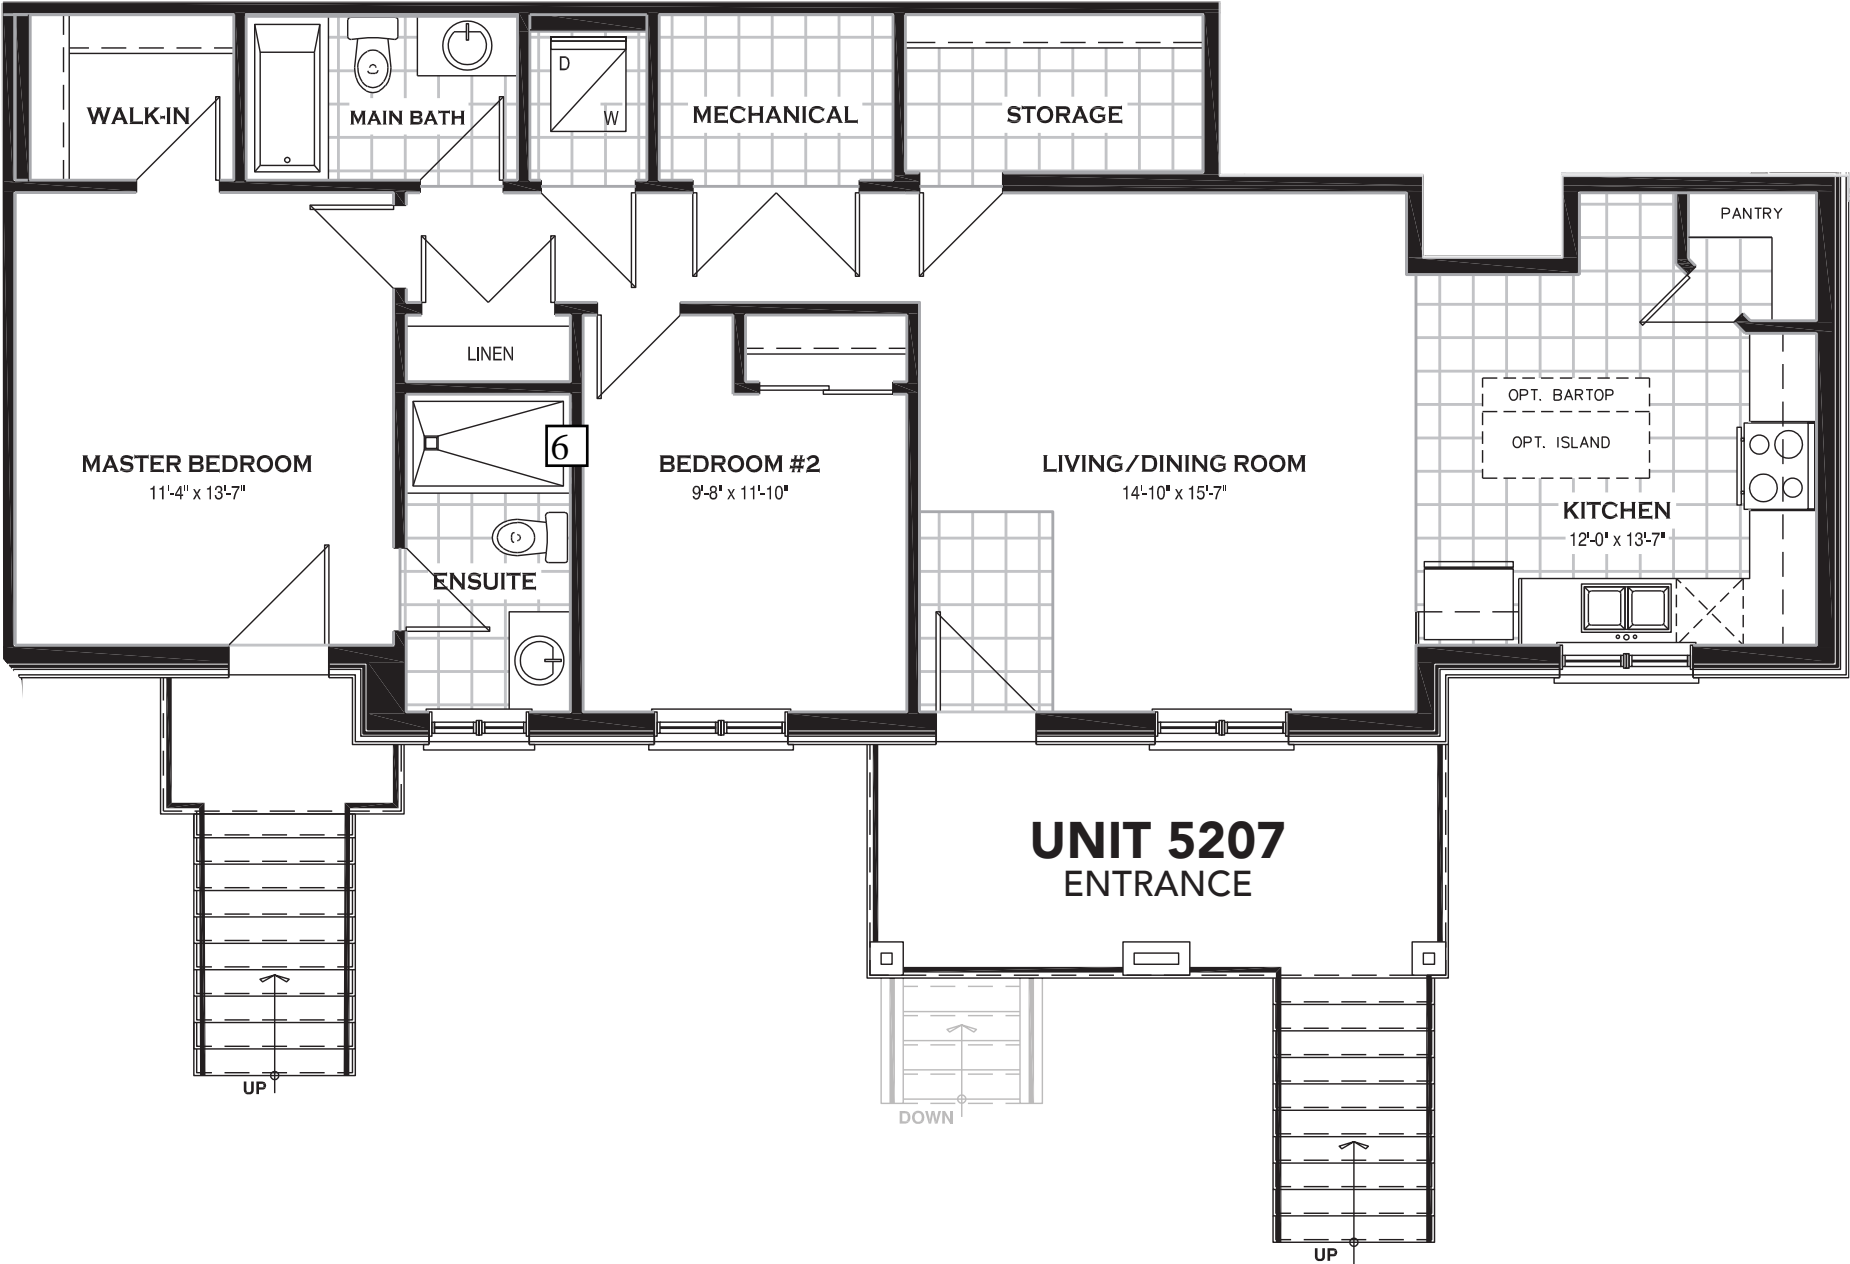 WALK-IN
MAIN BATH
D
W
MECHANICAL
STORAGE
PANTRY
LINEN
OPT. BARTOP
OPT. ISLAND
6
MASTER BEDROOM
11'-4" x 13'-7"
BEDROOM #2
9'-8" x 11'-10"
LIVING/DINING ROOM
14'-10" x 15'-7"
KITCHEN
12'-0" x 13'-7"
ENSUITE
UNIT 5207
ENTRANCE
UP
DOWN
UP